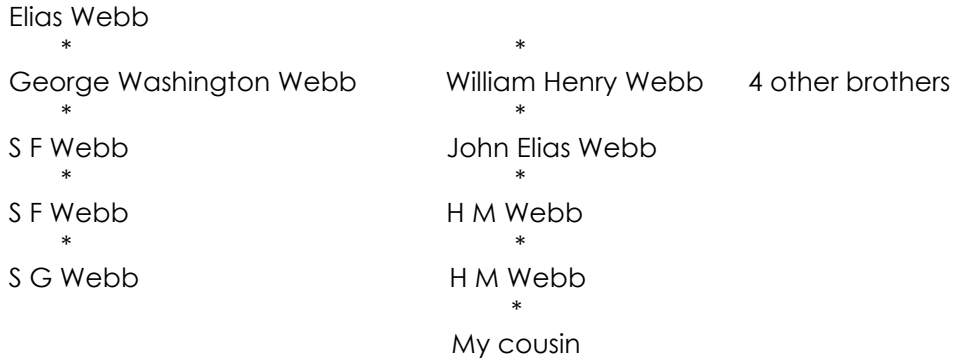 Elias Webb
* *
George Washington Webb William Henry Webb 4 other brothers
* *
S F Webb John Elias Webb
* *
S F Webb H M Webb
* *
S G Webb H M Webb
*
My cousin